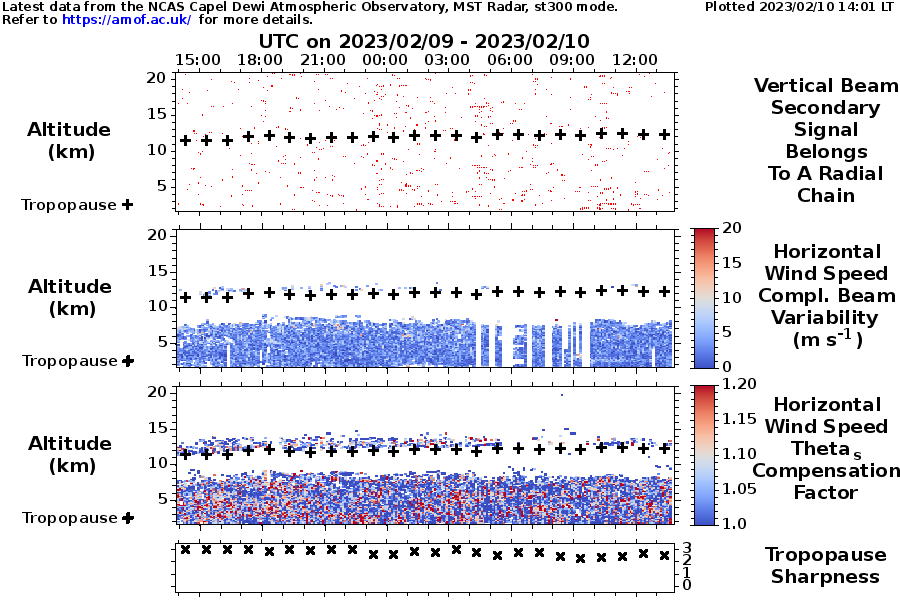 Latest data from the NCAS Capel Dewi Atmospheric Observatory, MST Radar, st300 mode.
Plotted 2023/02/10 14:01 LT
Refer to https://amof.ac.uk/ for more details.
UTC on 2023/02/09 - 2023/02/10
15:00 18:00 21:00 00:00 03:00 06:00 09:00 12:00
20
15
10
5
Altitude
(km)
Tropopause +
Vertical Beam
Secondary
Signal
Belongs
To A Radial
Chain
20
15
10
5
Altitude
(km)
Tropopause +
20
15
10
5
0
Horizontal
Wind Speed
Compl. Beam
Variability
(m s-1)
20
15
10
5
Altitude
(km)
Tropopause +
1.20
1.15
1.10
1.05
1.0
Horizontal
Wind Speed
Theta s
Compensation
Factor
3
2
1
0
Tropopause
Sharpness